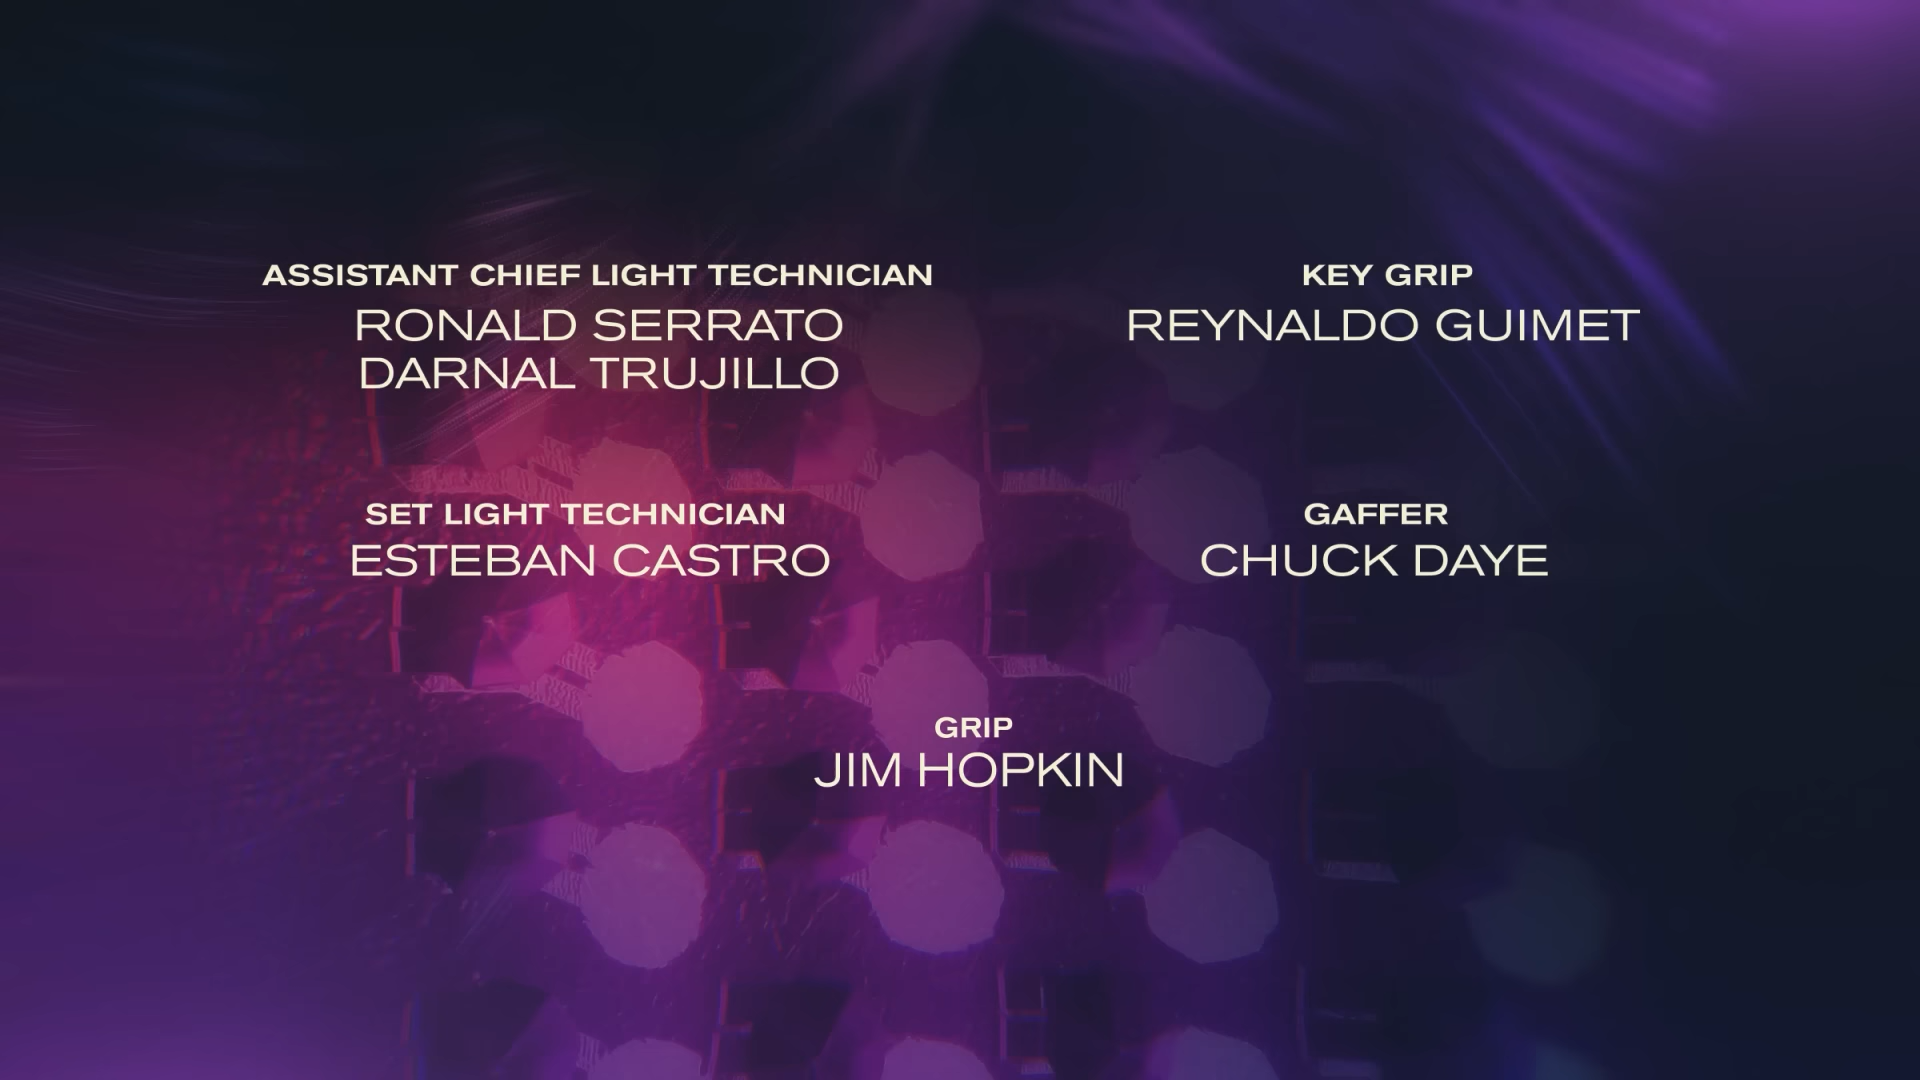 ASSISTANT CHIEF LIGHT TECHNICIAN
RONALD SERRATO
DARNAL TRUJILLO
KEY GRIP
REYNALDO GUIMET
SET LIGHT TECHNICIAN
ESTEBAN CASTRO
GAFFER
CHUCK DAYE
GRIP
JIM HOPKIN